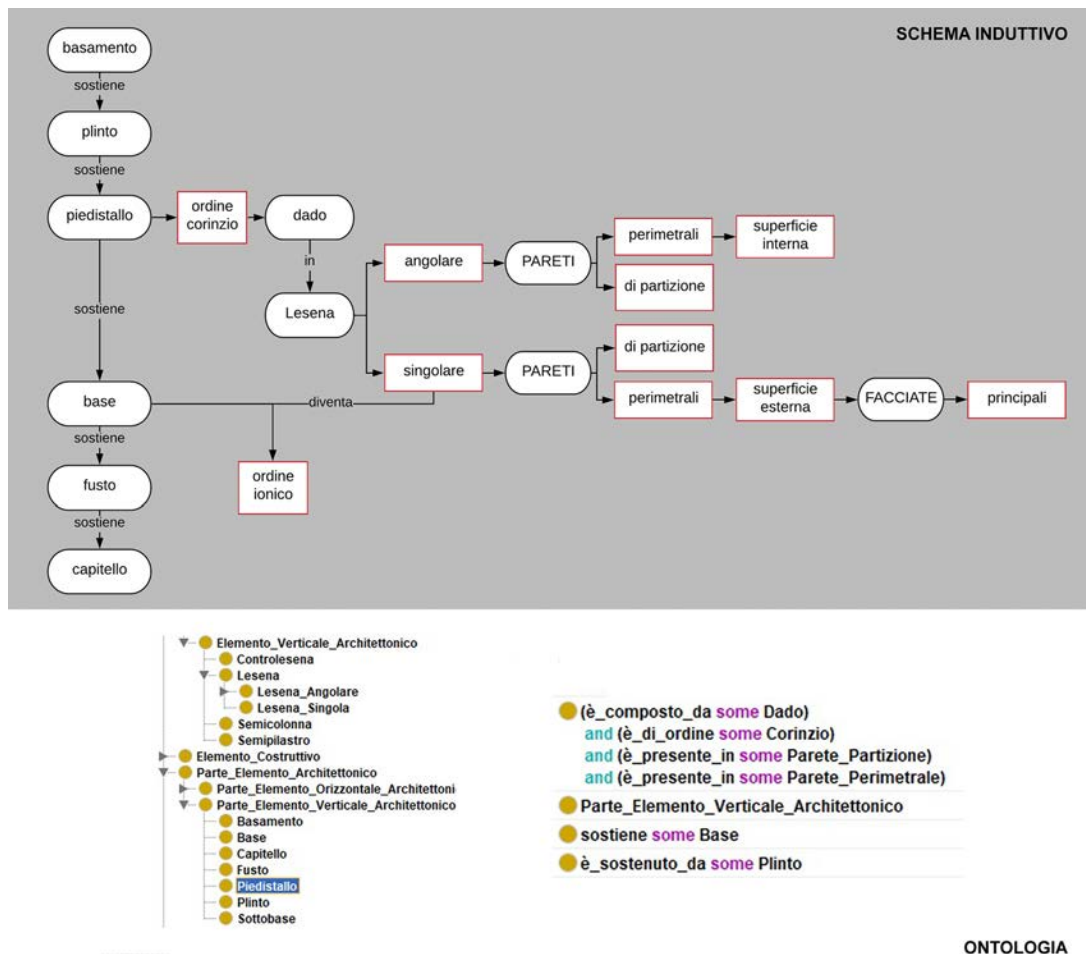 SCHEMA INDUTTIVO
basamento
sostiene
plinto
sostiene
piedistallo
ordine
corinzio
dado
in
Lesena
angolare
PARETI
perimetrali
superficie
interna
di partizione
singolare
PARETI
di partizione
perimetrali
superficie
esterna
FACCIATE
principali
sostiene
base
diventa
ordine
ionico
sostiene
fusto
sostiene
capitello
Elemento_Verticale_Architettonico
Controlesena
Lesena
Lesena_Angolare
Lesena_Singola
Semicolonna
Semipilastro
Elemento_Costruttivo
Parte_Elemento_Architettonico
Parte_Elemento_Orizzontale_Architettoni
Parte_Elemento_Verticale_Architettonico
Basamento
Base
Capitello
Fusto
Piedistallo
Plinto
Sottobase
(è_composto_da some Dado)
and (è_di_ordine some Corinzio)
and (è_presente_in some Parete_Partizione)
and (è_presente_in some Parete_Perimetrale)
Parte_Elemento_Verticale_Architettonico
sostiene some Base
è_sostenuto_da some Plinto
ONTOLOGIA